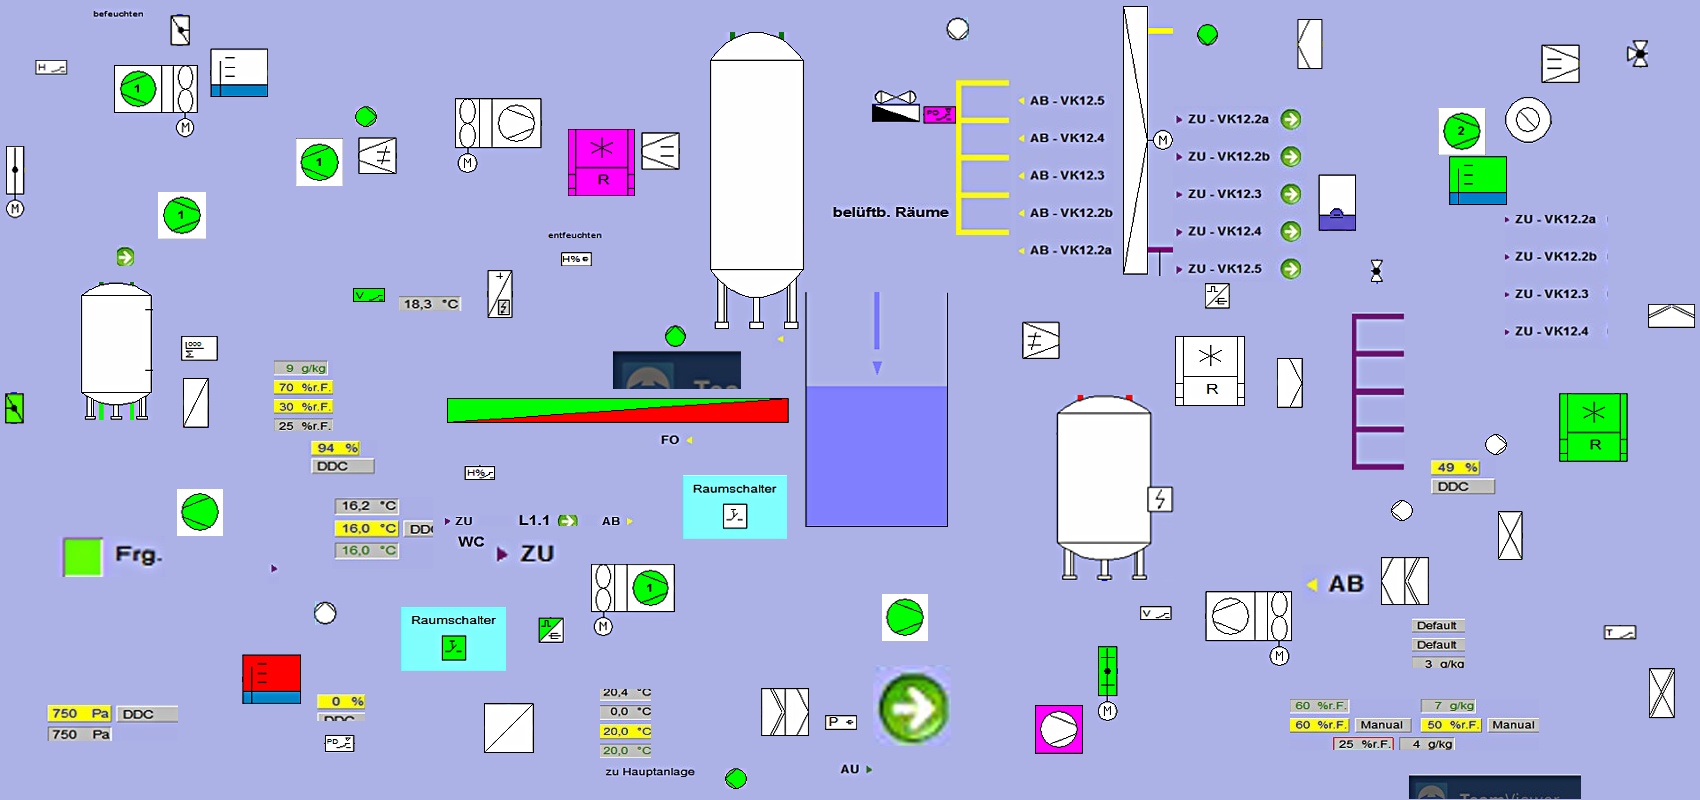 befeuchten
H
1
M
1
M
1
M
R
belüftb. Räume
entfeuchten
H%
PD
AB - VK12.5
AB - VK12.4
AB - VK12.3
AB - VK12.2b
AB - VK12.2a
M
ZU - VK12.2a
ZU - VK12.2b
ZU - VK12.3
ZU - VK12.4
ZU - VK12.5
2
ZU - VK12.2a
ZU - VK12.2b
ZU - VK12.3
ZU - VK12.4
V
18,3 °C
1000
Σ
9 g/kg
70 %r.F.
30 %r.F.
25 %r.F.
94 %
DDC
FO
H%
16,2 °C
16,0 °C DDC
16,0 °C
ZU L1.1 AB
WC
ZU
Raumschalter
R
R
49 %
DDC
Frg.
Raumschalter
1
M
AB
V
M
Default
Default
3 g/kg
T
750 Pa DDC
750 Pa
0 %
DDC
PD
20,4 °C
0,0 °C
20,0 °C
20,0 °C
zu Hauptanlage
P
AU
M
60 %r.F. 7 g/kg
60 %r.F. Manual 50 %r.F. Manual
25 %r.F. 4 g/kg
TeamViewer